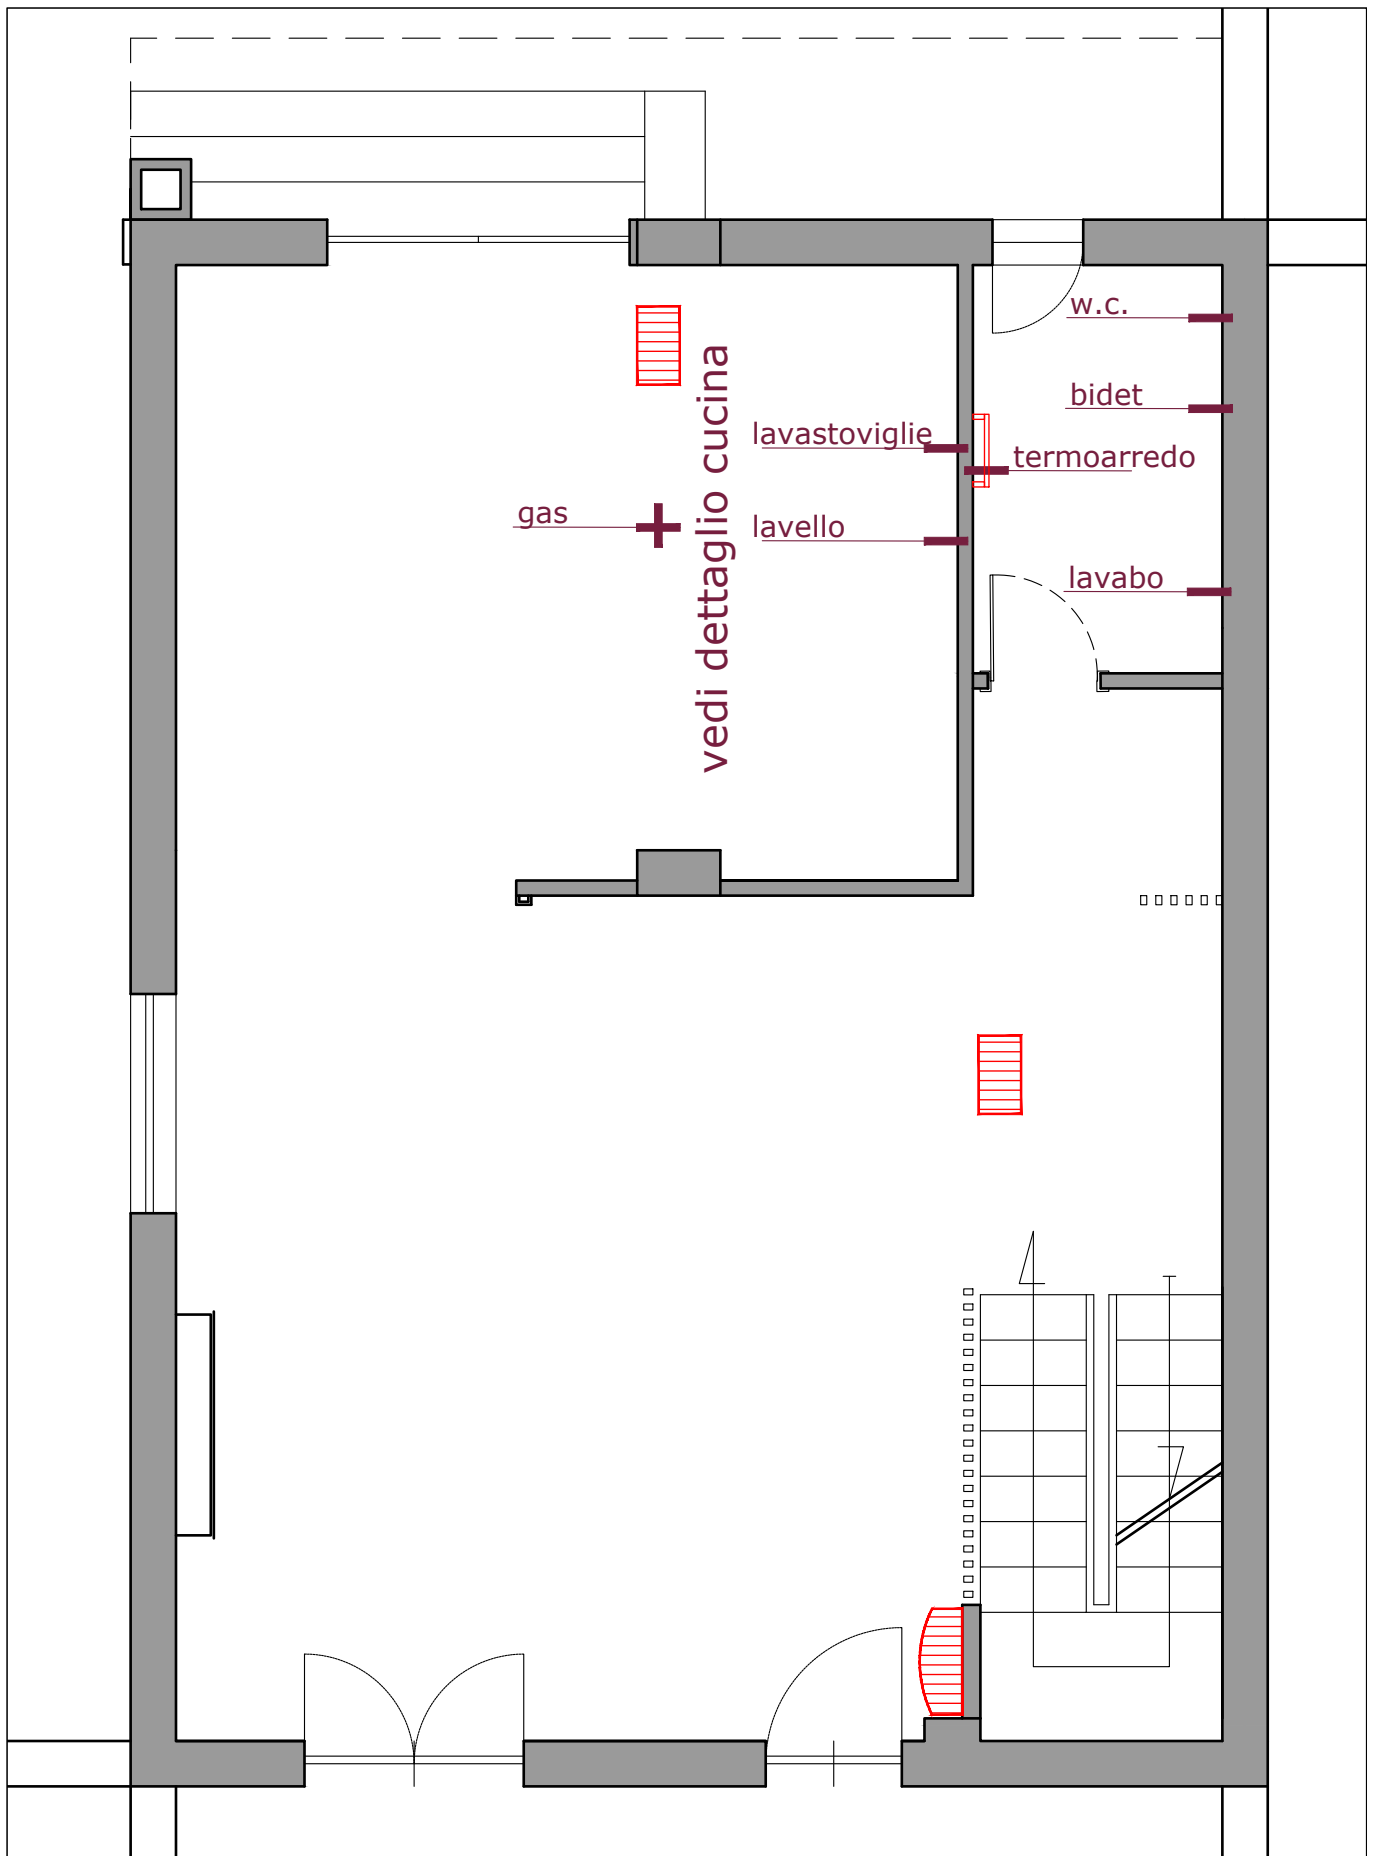 w.c.
bidet
lavastoviglie
termoarredo
gas
lavello
lavabo
vedi dettaglio cucina